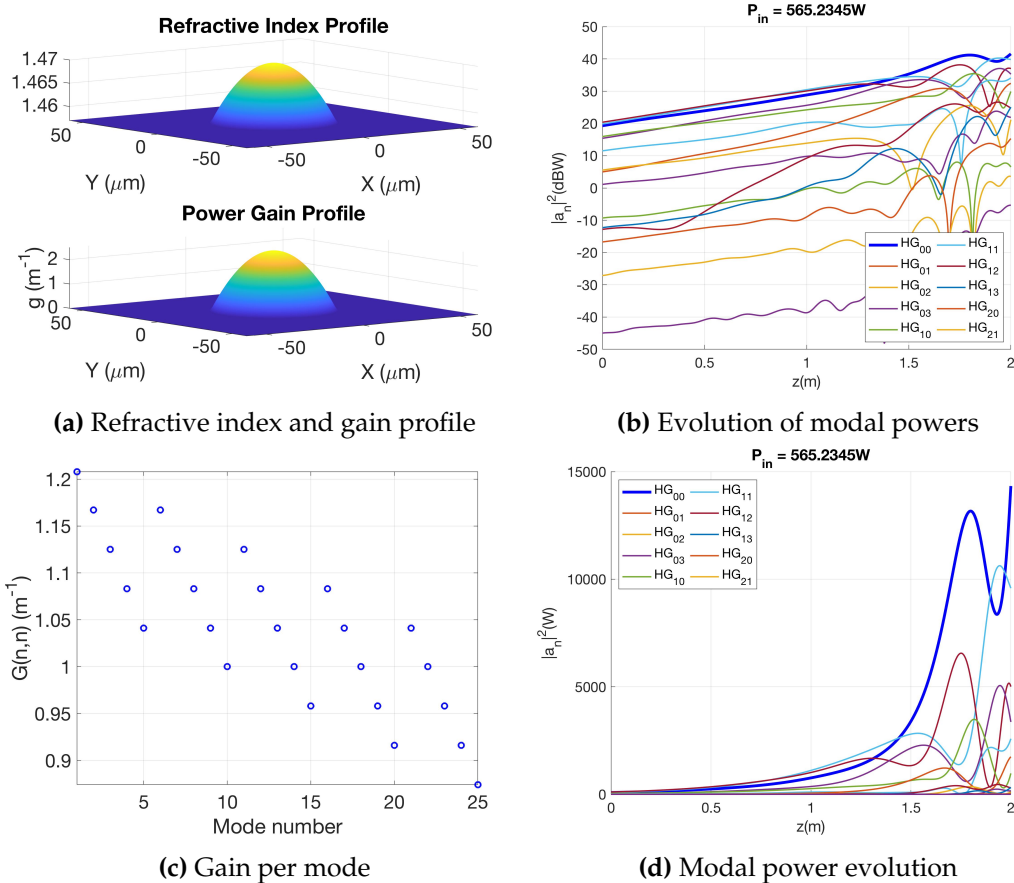 Refractive Index Profile
1.47
1.465
1.46
50
0
-50
-50
0
50
Y (μm)
X (μm)
Power Gain Profile
g (m⁻¹)
2
1
0
50
0
-50
-50
0
50
Y (μm)
X (μm)
(a) Refractive index and gain profile
P_in = 565.2345W
|a_n|²(dBW)
50
40
30
20
10
0
-10
-20
-30
-40
-50
HG₀₀ HG₁₁
HG₀₁ HG₁₂
HG₀₂ HG₁₃
HG₀₃ HG₂₀
HG₁₀ HG₂₁
0 0.5 1 1.5 2
z(m)
(b) Evolution of modal powers
G(n,n) (m⁻¹)
1.2
1.15
1.1
1.05
1
0.95
0.9
5 10 15 20 25
Mode number
(c) Gain per mode
P_in = 565.2345W
|a_n|²(W)
15000
10000
5000
0
HG₀₀ HG₁₁
HG₀₁ HG₁₂
HG₀₂ HG₁₃
HG₀₃ HG₂₀
HG₁₀ HG₂₁
0 0.5 1 1.5 2
z(m)
(d) Modal power evolution